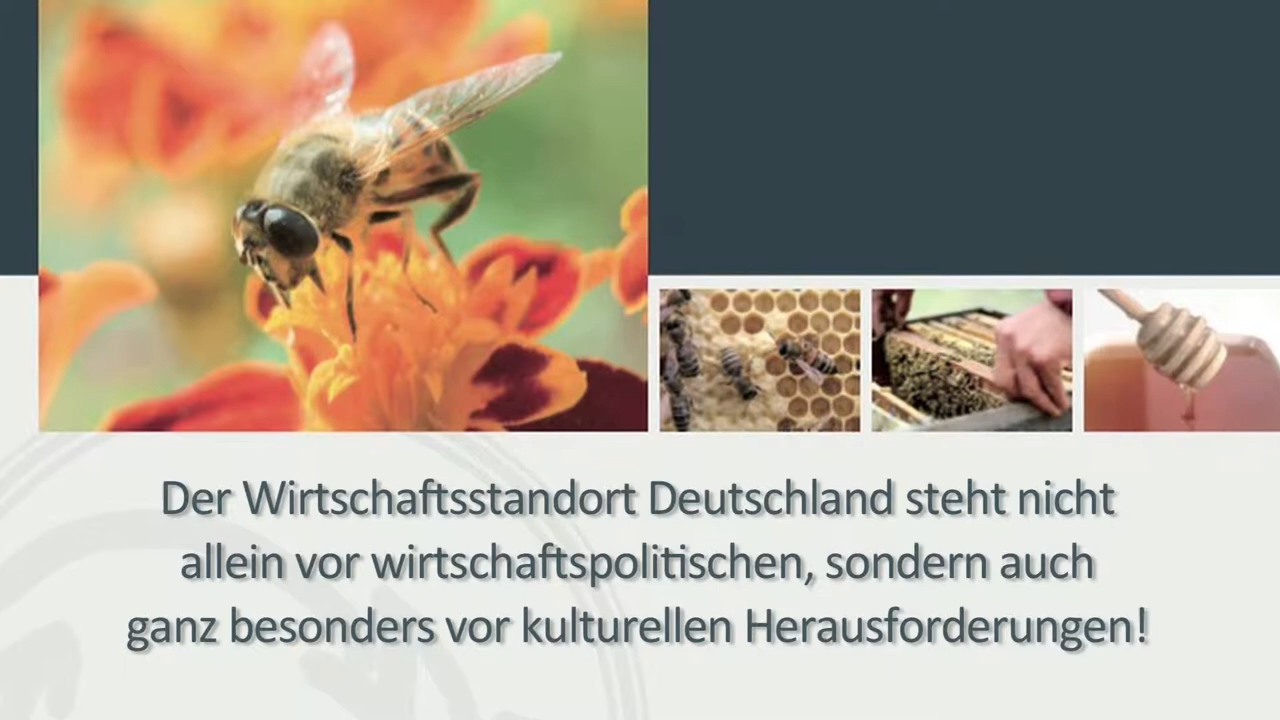 Der Wirtschaftsstandort Deutschland steht nicht
allein vor wirtschaftspolitischen, sondern auch
ganz besonders vor kulturellen Herausforderungen!